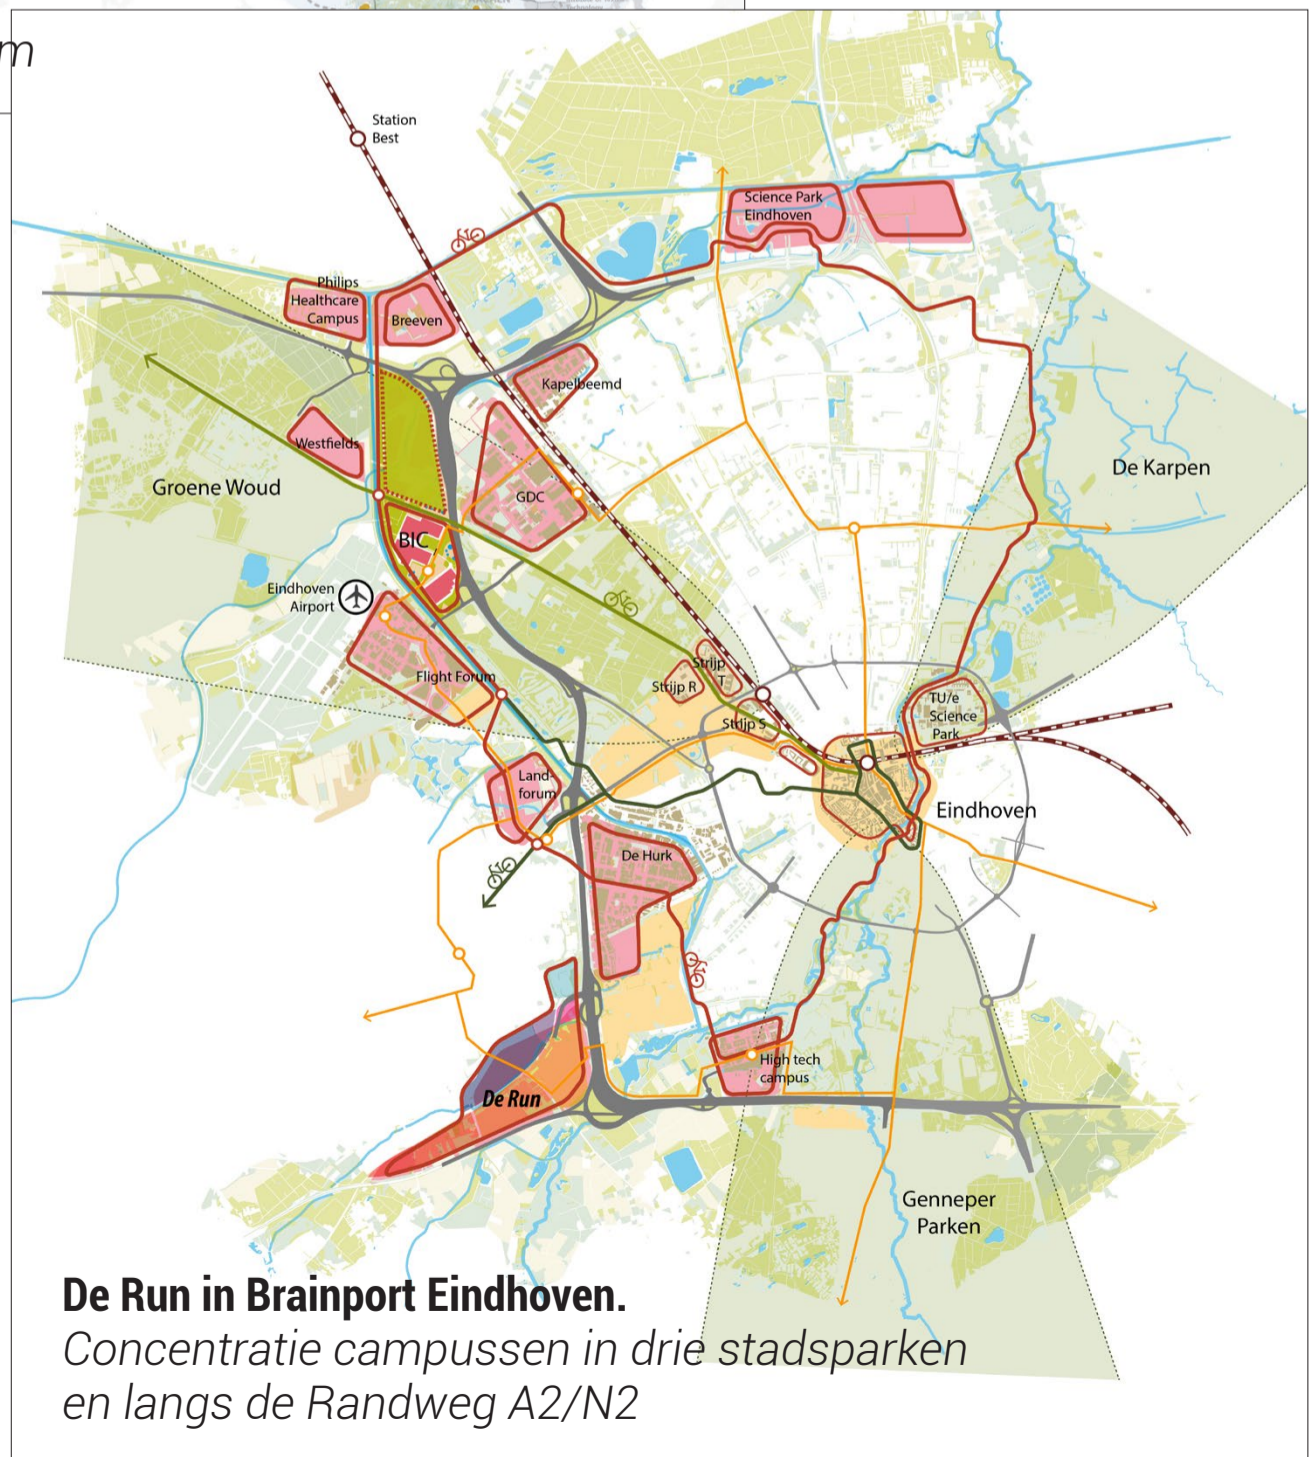 m
Station
Best
Science Park
Eindhoven
Philips
Healthcare
Campus
Breeven
Kapelbeemd
Westfields
GDC
De Karpen
Groene Woud
BIC
Eindhoven
Airport
Flight Forum
Strijp
T
Strijp R
Strijp S
TU/e
Science
Park
Land-
forum
Eindhoven
De Hurk
High tech
campus
De Run
Genneper
Parken
De Run in Brainport Eindhoven.
Concentratie campussen in drie stadsparken
en langs de Randweg A2/N2